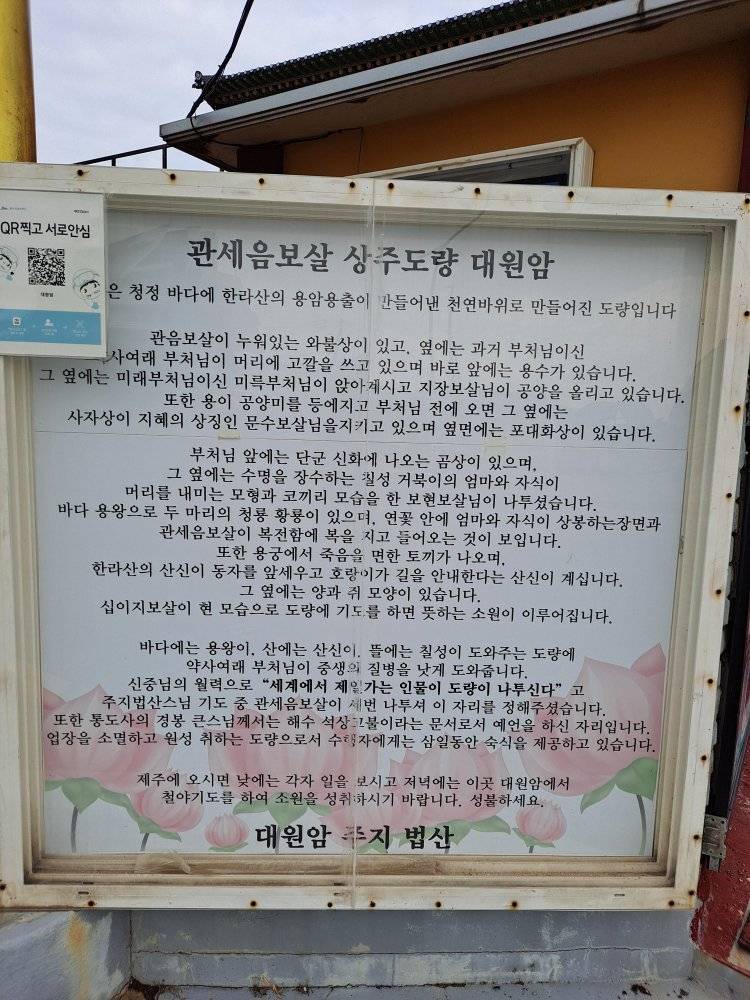 QR찍고 서로안심
대원암
관세음보살 상주도량 대원암
은 청정 바다에 한라산의 용암용출이 만들어낸 천연바위로 만들어진 도량입니다
관음보살이 누워있는 와불상이 있고, 옆에는 과거 부처님이신
사여래 부처님이 머리에 고깔을 쓰고 있으며 바로 앞에는 용수가 있습니다.
그 옆에는 미래부처님이신 미륵부처님이 앉아계시고 지장보살님이 공양을 올리고 있습니다.
또한 용이 공양미를 등에지고 부처님 전에 오면 그 옆에는
사자상이 지혜의 상징인 문수보살님을지키고 있으며 옆면에는 포대화상이 있습니다.
부처님 앞에는 단군 신화에 나오는 곰상이 있으며,
그 옆에는 수명을 장수하는 칠성 거북이의 엄마와 자식이
머리를 내미는 모형과 코끼리 모습을 한 보현보살님이 나투셨습니다.
바다 용왕으로 두 마리의 청룡 황룡이 있으며, 연꽃 안에 엄마와 자식이 상봉하는장면과
관세음보살이 복전함에 복을 지고 들어오는 것이 보입니다.
또한 용궁에서 죽음을 면한 토끼가 나오며,
한라산의 산신이 동자를 앞세우고 호랑이가 길을 안내한다는 산신이 계십니다.
그 옆에는 양과 쥐 모양이 있습니다.
십이지보살이 현 모습으로 도량에 기도를 하면 뜻하는 소원이 이루어집니다.
바다에는 용왕이, 산에는 산신이, 뜰에는 칠성이 도와주는 도량에
약사여래 부처님이 중생의 질병을 낫게 도와줍니다.
신중님의 월력으로 “세계에서 제일가는 인물이 도량이 나투신다” 고
주지법산스님 기도 중 관세음보살이 세번 나투셔 이 자리를 정해주셨습니다.
또한 통도사의 경봉 큰스님께서는 해수 석상고불이라는 문서로서 예언을 하신 자리입니다.
업장을 소멸하고 원성 취하는 도량으로서 수행자에게는 삼일동안 숙식을 제공하고 있습니다.
제주에 오시면 낮에는 각자 일을 보시고 저녁에는 이곳 대원암에서
철야기도를 하여 소원을 성취하시기 바랍니다. 성불하세요.
대원암 주지 법산